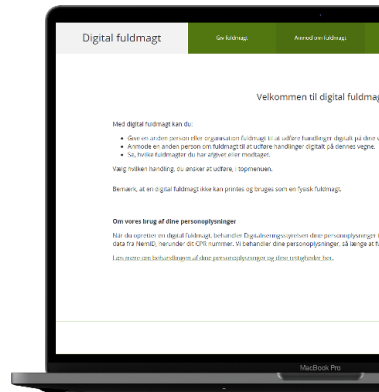 Digital fuldmagt
Giv fuldmagt
Anmod om fuldmagt
Velkommen til digital fuldmag
Med digital fuldmagt kan du:
Give en anden person eller organisation fuldmagt til at udføre handlinger digitalt på dine v
Anmode en anden person om fuldmagt til at udføre handlinger digitalt på dennes vegne.
Se, hvilke fuldmagter du har afgivet eller modtaget.
Vælg hvilken handling, du ønsker at udføre, i topmenuen.
Bemærk, at en digital fuldmagt ikke kan printes og bruges som en fysisk fuldmagt.
Om vores brug af dine personoplysninger
Når du opretter en digital fuldmagt, behandler Digitaliseringsstyrelsen dine personoplysninger
data fra NemID, herunder dit CPR nummer. Vi behandler dine personoplysninger, så længe at f
Læs mere om behandlingen af dine personoplysninger og dine rettigheder her.
MacBook Pro